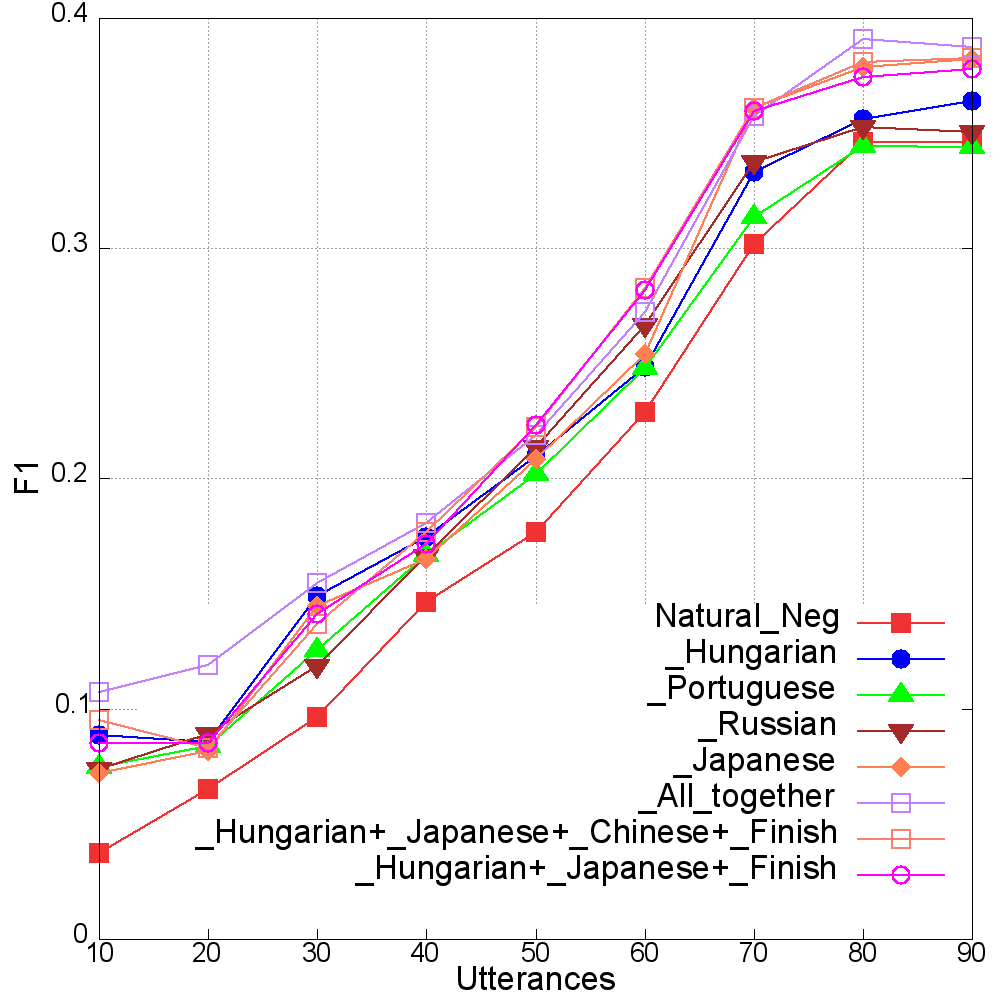 0.4
0.3
0.2
0.1
0
F1
Natural_Neg
_Hungarian
_Portuguese
_Russian
_Japanese
_All_together
_Hungarian+_Japanese+_Chinese+_Finish
_Hungarian+_Japanese+_Finish
10 20 30 40 50 60 70 80 90
Utterances